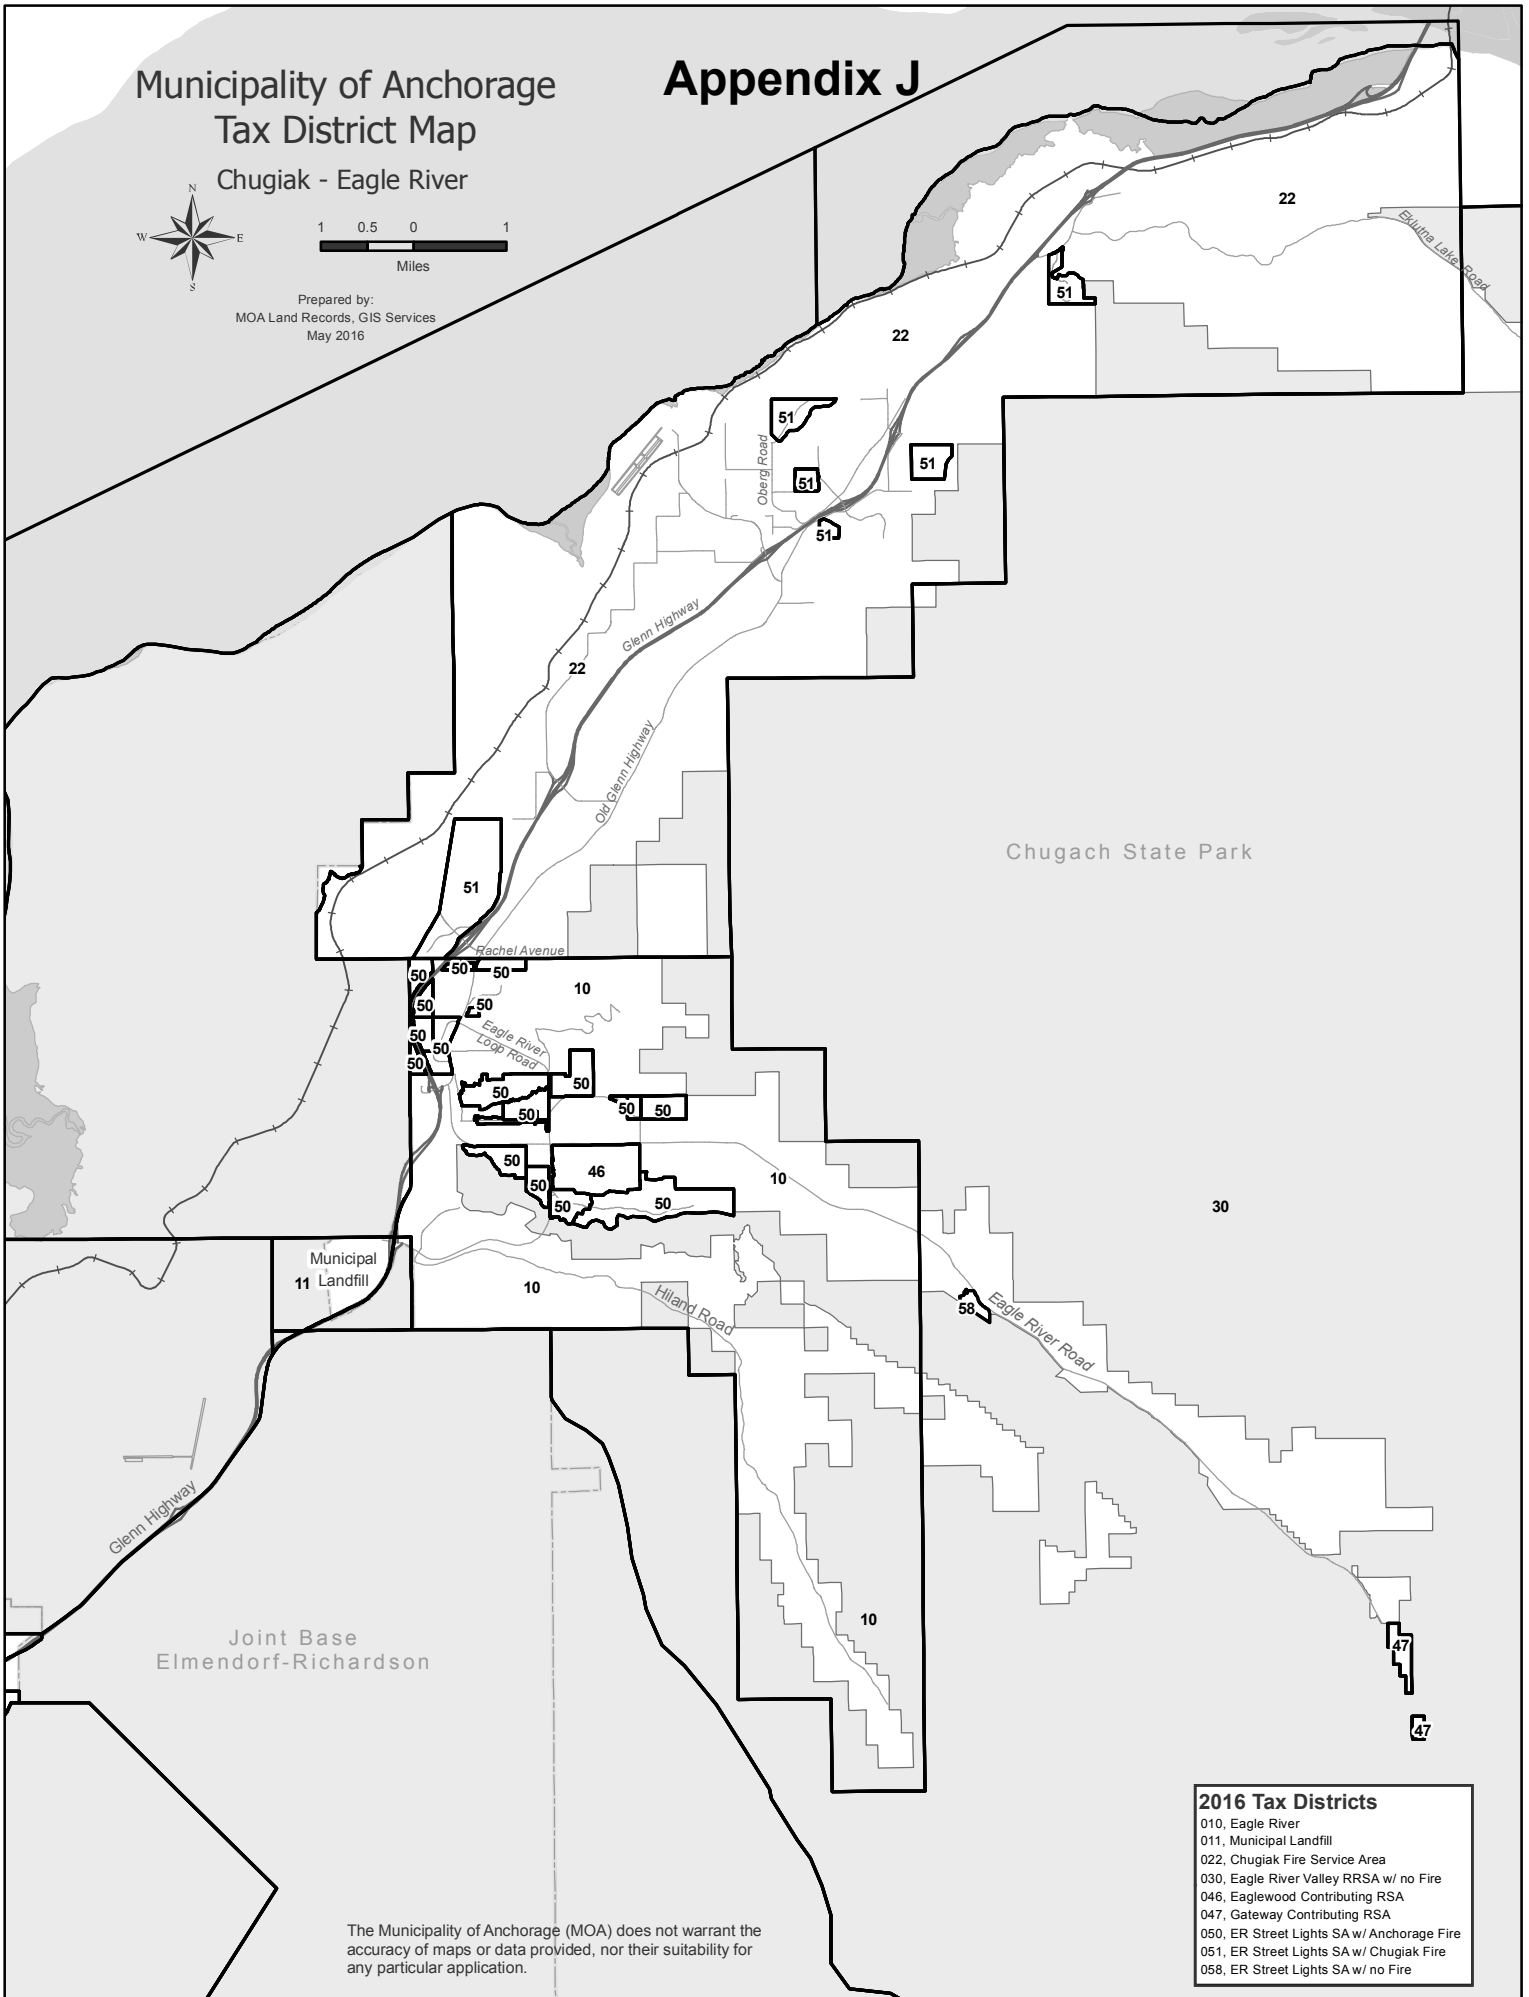 Appendix J
Municipality of Anchorage
Tax District Map
Chugiak - Eagle River
N
W
E
S
1
0.5
0
1
Miles
Prepared by:
MOA Land Records, GIS Services
May 2016
22
Eklutna Lake Road
51
22
51
Oberg Road
51
51
51
Glenn Highway
22
Old Glenn Highway
Chugach State Park
51
Rachel Avenue
50
50
50
10
50
50
Eagle River
Loop Road
50
50
50
50
50
50
50
50
50
46
50
10
50
50
30
Municipal
Landfill
11
10
Hiland Road
58
Eagle River Road
Glenn Highway
10
Joint Base
Elmendorf-Richardson
47
47
2016 Tax Districts
010, Eagle River
011, Municipal Landfill
022, Chugiak Fire Service Area
030, Eagle River Valley RRSA w/ no Fire
046, Eaglewood Contributing RSA
047, Gateway Contributing RSA
050, ER Street Lights SA w/ Anchorage Fire
051, ER Street Lights SA w/ Chugiak Fire
058, ER Street Lights SA w/ no Fire
The Municipality of Anchorage (MOA) does not warrant the
accuracy of maps or data provided, nor their suitability for
any particular application.